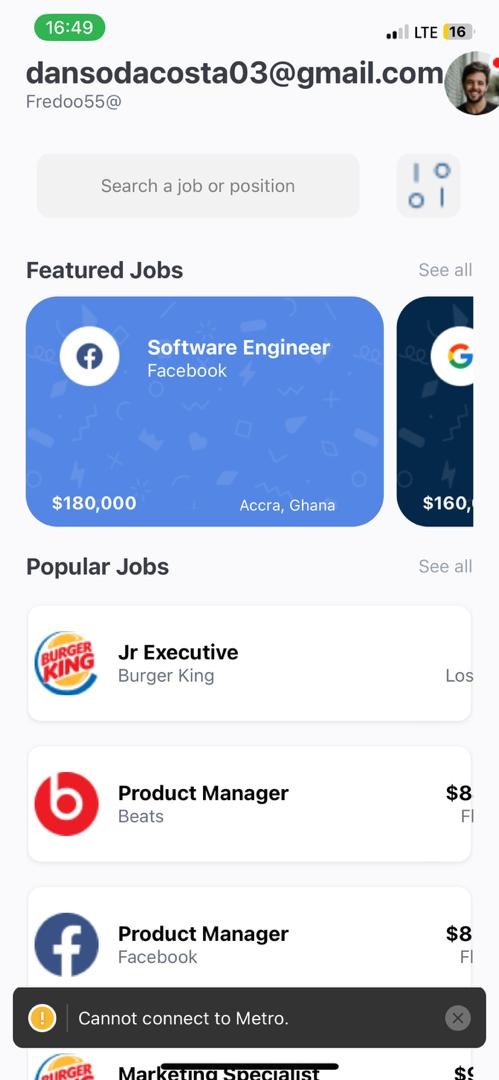 16:49
LTE 16
dansodacosta03@gmail.com
Fredoo55@
Search a job or position
Featured Jobs See all
Software Engineer
Facebook
$180,000 Accra, Ghana
$160,
Popular Jobs See all
BURGER KING
Jr Executive
Burger King Los
Product Manager $8
Beats Fl
Product Manager $8
Facebook Fl
Cannot connect to Metro.
BURGER
Marketing Specialist $9